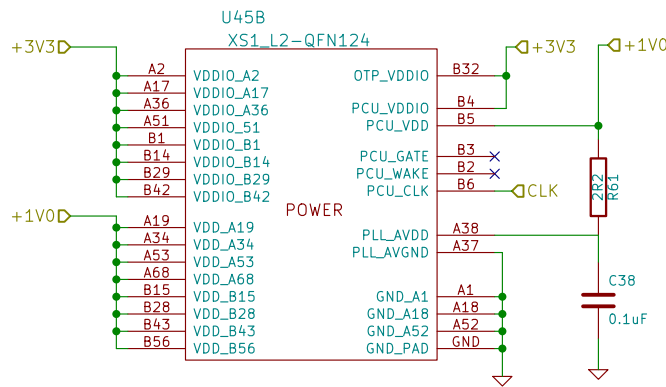 U45B
XS1_L2-QFN124
+3V3
A2 VDDIO_A2
A17 VDDIO_A17
A36 VDDIO_A36
A51 VDDIO_51
B1 VDDIO_B1
B14 VDDIO_B14
B29 VDDIO_B29
B42 VDDIO_B42
+1V0
A19 VDD_A19
A34 VDD_A34
A53 VDD_A53
A68 VDD_A68
B15 VDD_B15
B28 VDD_B28
B43 VDD_B43
B56 VDD_B56
POWER
OTP_VDDIO B32
+3V3
PCU_VDDIO B4
PCU_VDD B5
+1V0
PCU_GATE B3
PCU_WAKE B2
PCU_CLK B6
CLK
2R2
R61
PLL_AVDD A38
PLL_AVGND A37
GND_A1 A1
GND_A18 A18
GND_A52 A52
GND_PAD GND
C38
0.1uF